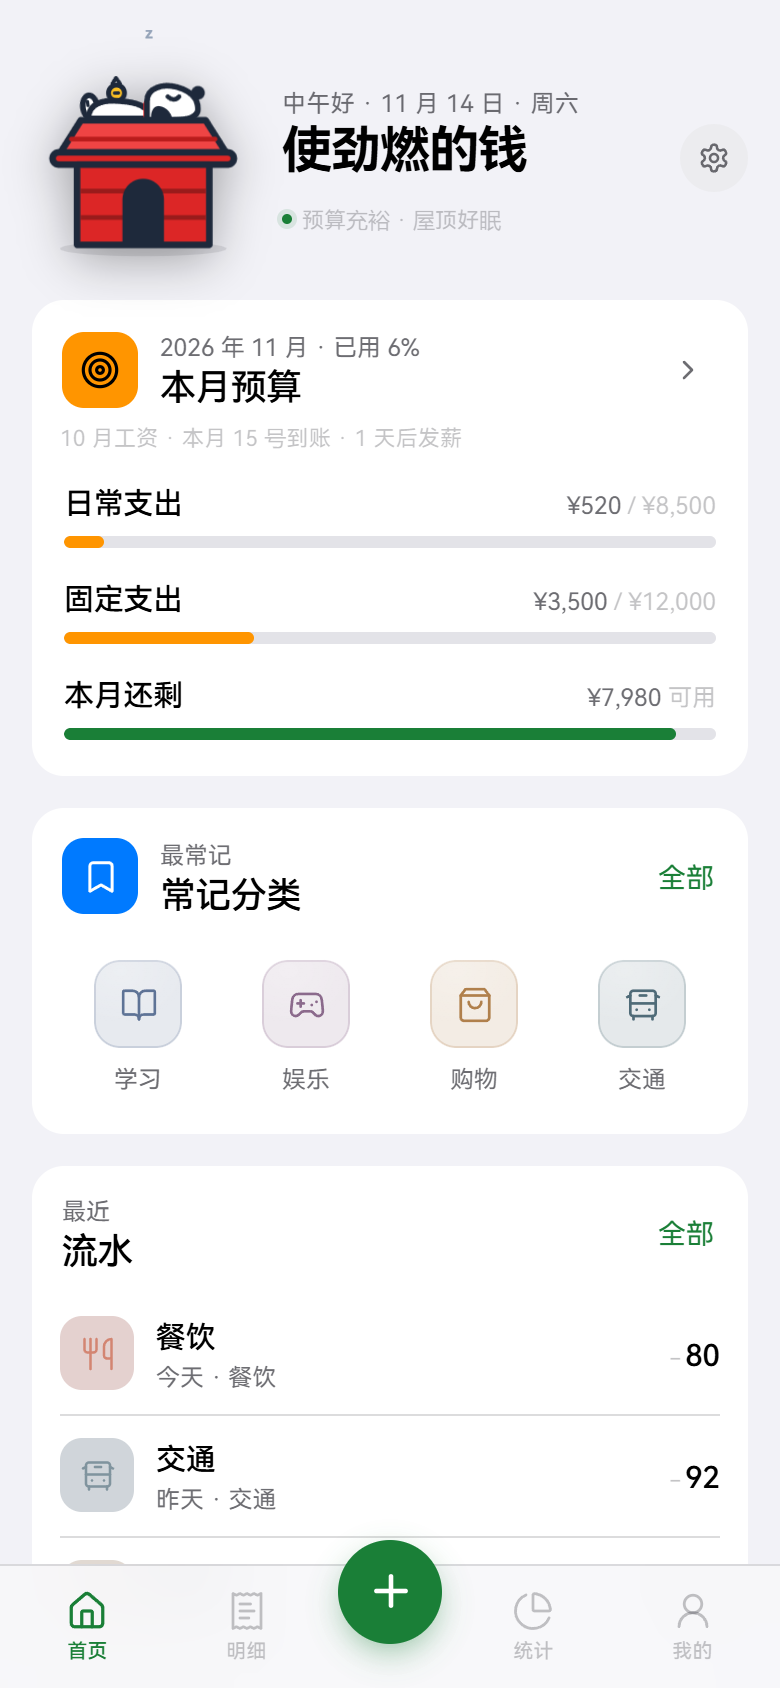 z
中午好 · 11 月 14 日 · 周六
使劲燃的钱
预算充裕 · 屋顶好眠
2026 年 11 月 · 已用 6%
本月预算
10 月工资 · 本月 15 号到账 · 1 天后发薪
日常支出 ¥520 / ¥8,500
固定支出 ¥3,500 / ¥12,000
本月还剩 ¥7,980 可用
最常记
常记分类
全部
学习 娱乐 购物 交通
最近
流水
全部
餐饮
今天 · 餐饮
-80
交通
昨天 · 交通
-92
首页 明细 统计 我的